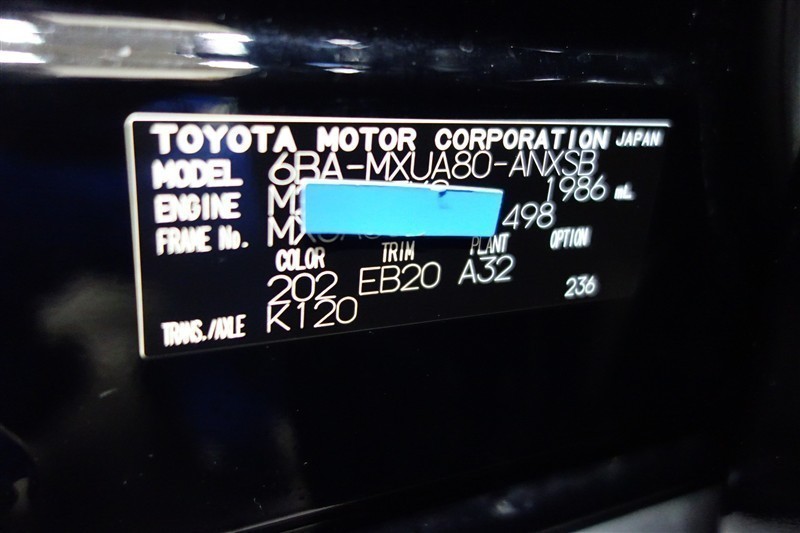 TOYOTA MOTOR CORPORATION JAPAN
MODEL 6BA-MXUA80-ANXSB
ENGINE 1986 mL
FRAME No. 498
COLOR TRIM PLANT OPTION
202 EB20 A32 236
TRANS./AXLE K120